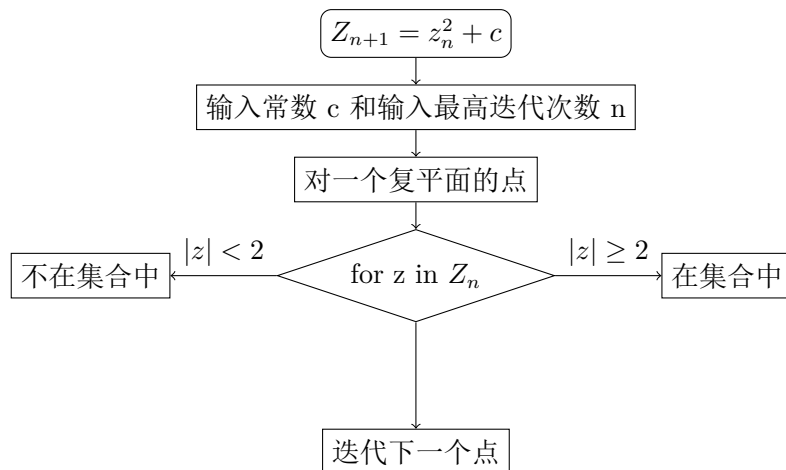 Z_{n+1} = z_n^2 + c
输入常数 c 和输入最高迭代次数 n
对一个复平面的点
|z| < 2
|z| ≥ 2
不在集合中
for z in Z_n
在集合中
迭代下一个点